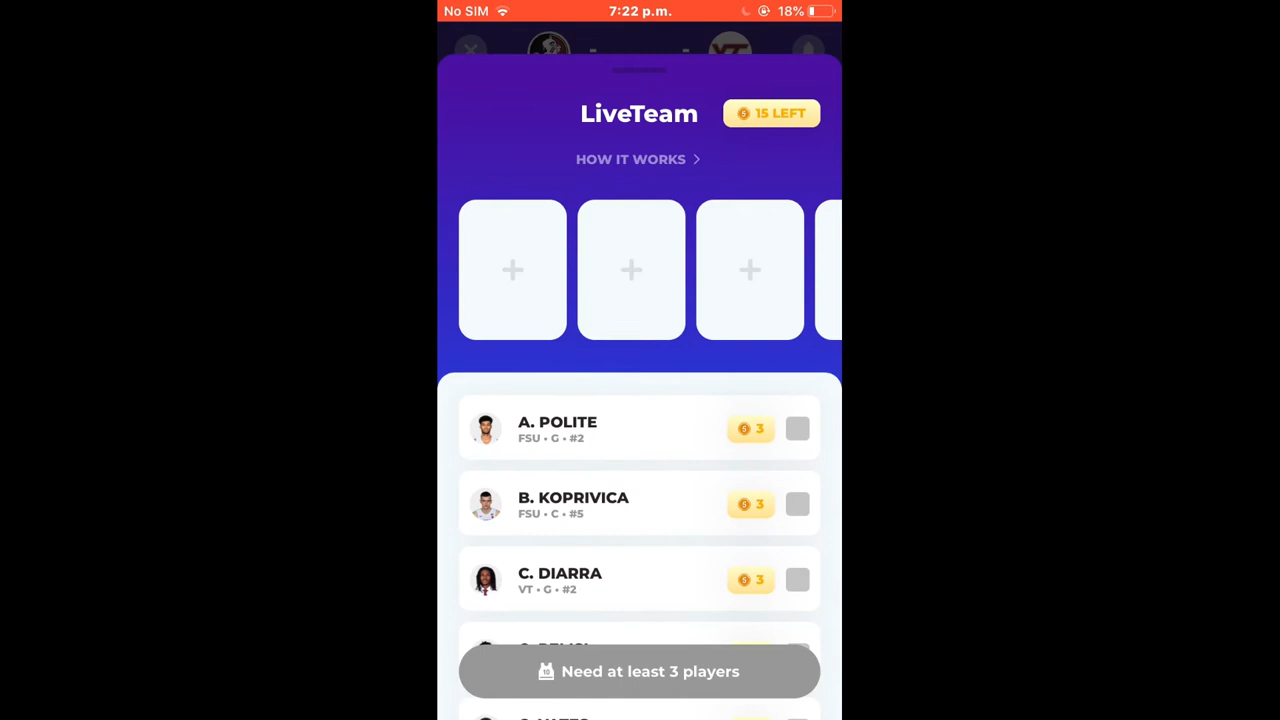 No SIM 7:22 p.m. 18%
LiveTeam 15 LEFT
HOW IT WORKS
A. POLITE
FSU • G • #2
3
B. KOPRIVICA
FSU • C • #5
3
C. DIARRA
VT • G • #2
3
Need at least 3 players